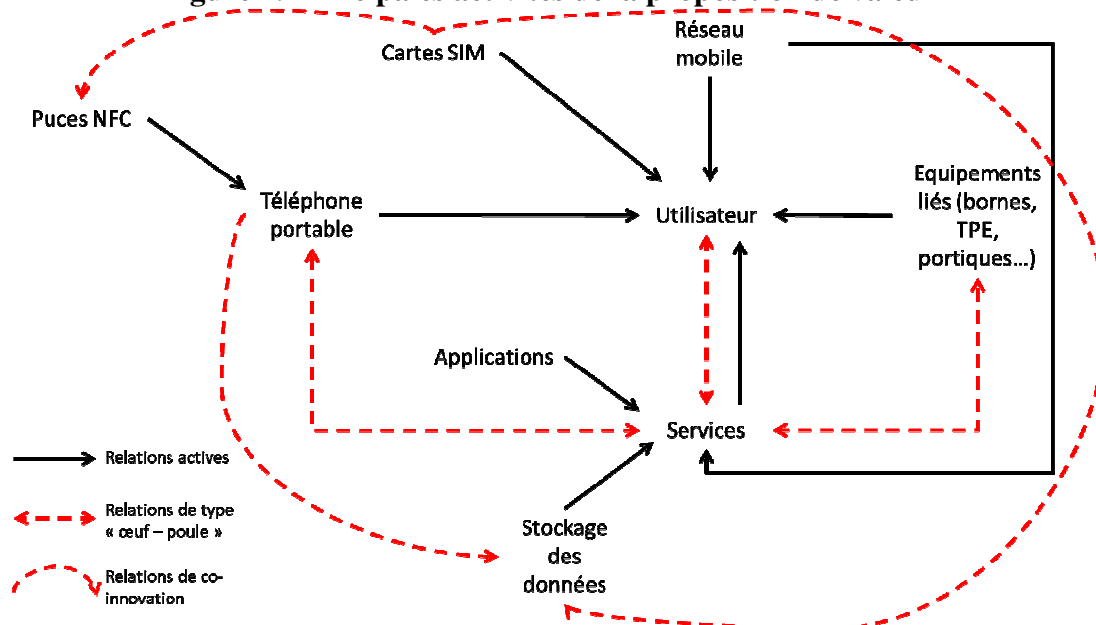 Cartes SIM
Réseau
mobile
Puces NFC
Téléphone
portable
Utilisateur
Equipements
liés (bornes,
TPE,
portiques...)
Applications
Services
Stockage
des
données
Relations actives
Relations de type
« œuf – poule »
Relations de co-
innovation